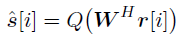 ŝ[i] = Q(W^H r[i])